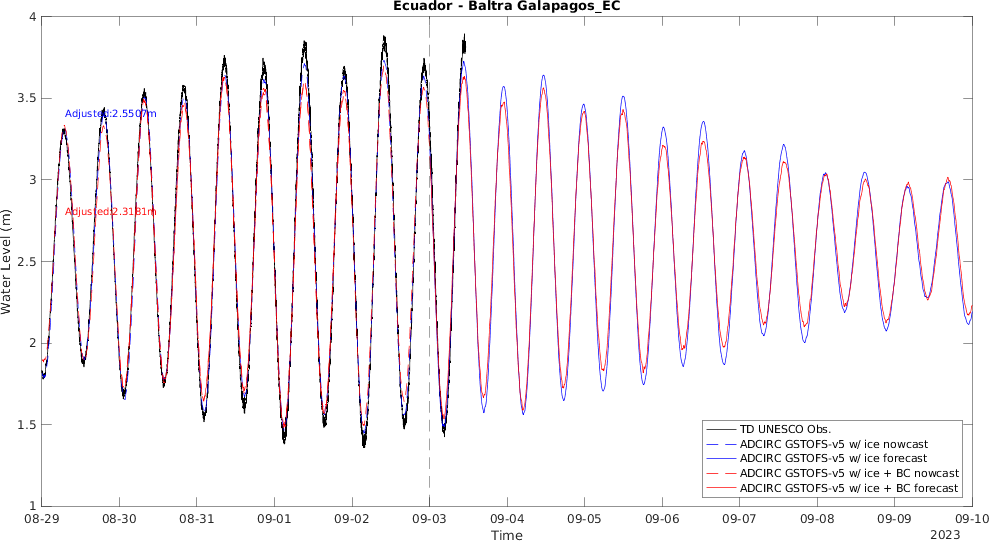 Ecuador - Baltra Galapagos_EC
4
3.5
3
2.5
2
1.5
1
Water Level (m)
Adjusted:2.5507m
Adjusted:2.3181m
TD UNESCO Obs.
ADCIRC GSTOFS-v5 w/ ice nowcast
ADCIRC GSTOFS-v5 w/ ice forecast
ADCIRC GSTOFS-v5 w/ ice + BC nowcast
ADCIRC GSTOFS-v5 w/ ice + BC forecast
08-29 08-30 08-31 09-01 09-02 09-03 09-04 09-05 09-06 09-07 09-08 09-09 09-10
Time
2023